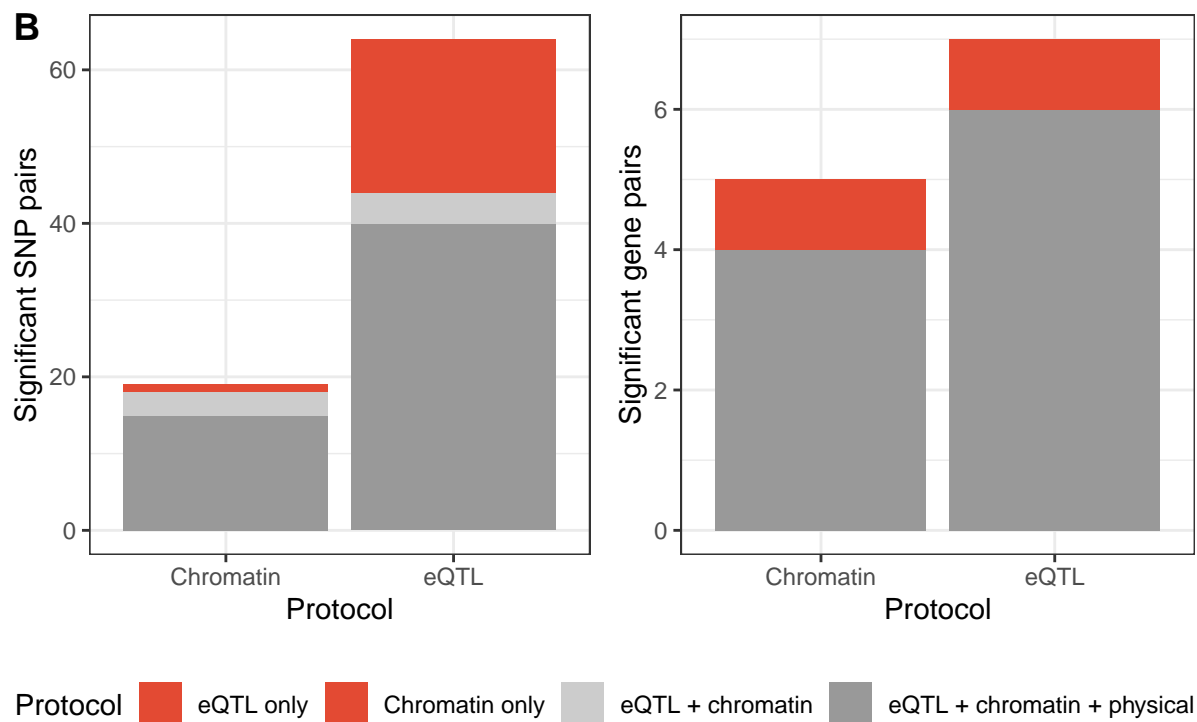 B
Significant SNP pairs
60
40
20
0
Chromatin eQTL
Protocol
Significant gene pairs
6
4
2
0
Chromatin eQTL
Protocol
Protocol eQTL only Chromatin only eQTL + chromatin eQTL + chromatin + physical